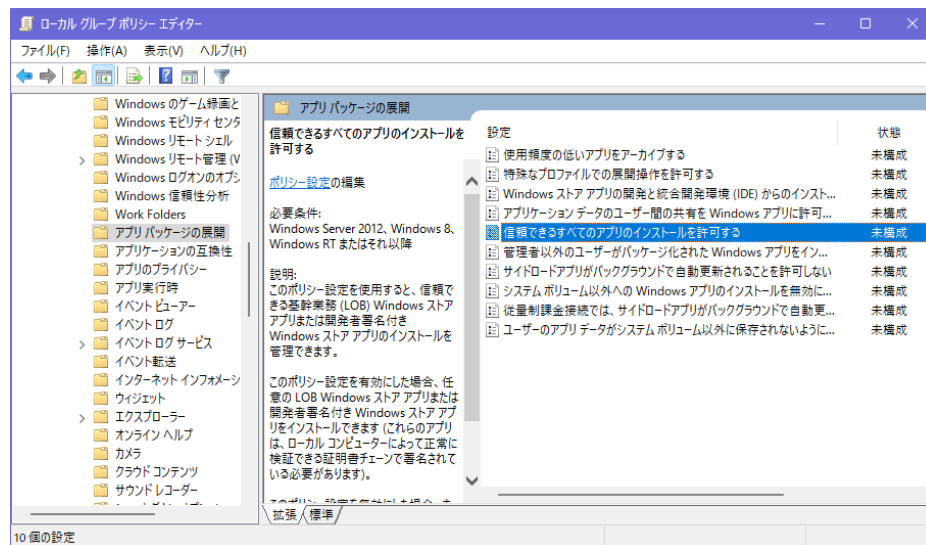 ローカル グループ ポリシー エディター
ファイル(F) 操作(A) 表示(V) ヘルプ(H)
Windows のゲーム録画と
Windows モビリティ センタ
Windows リモート シェル
Windows リモート管理 (V
Windows ログオンのオプシ
Windows 信頼性分析
Work Folders
アプリ パッケージの展開
アプリケーションの互換性
アプリのプライバシー
アプリ実行時
イベント ビューアー
イベント ログ
イベント ログ サービス
イベント転送
インターネット インフォメーシ
ウィジェット
エクスプローラー
オンライン ヘルプ
カメラ
クラウド コンテンツ
サウンド レコーダー
アプリ パッケージの展開
信頼できるすべてのアプリのインストールを
許可する
ポリシー設定の編集
必要条件:
Windows Server 2012、Windows 8、
Windows RT またはそれ以降
説明:
このポリシー設定を使用すると、信頼で
きる基幹業務 (LOB) Windows ストア
アプリまたは開発者署名付き
Windows ストア アプリのインストールを
管理できます。
このポリシー設定を有効にした場合、任
意の LOB Windows ストア アプリまたは
開発者署名付き Windows ストア アプ
リをインストールできます (これらのアプリ
は、ローカル コンピューターによって正常に
検証できる証明書チェーンで署名されて
いる必要があります)。
設定 状態
使用頻度の低いアプリをアーカイブする 未構成
特殊なプロファイルでの展開操作を許可する 未構成
Windows ストア アプリの開発と統合開発環境 (IDE) からのインスト... 未構成
アプリケーション データのユーザー間の共有を Windows アプリに許可... 未構成
信頼できるすべてのアプリのインストールを許可する 未構成
管理者以外のユーザーがパッケージ化された Windows アプリをイン... 未構成
サイドロードアプリがバックグラウンドで自動更新されることを許可しない 未構成
システム ボリューム以外への Windows アプリのインストールを無効に... 未構成
従量制課金接続では、サイドロードアプリがバックグラウンドで自動更... 未構成
ユーザーのアプリ データがシステム ボリューム以外に保存されないように... 未構成
拡張 標準
10 個の設定